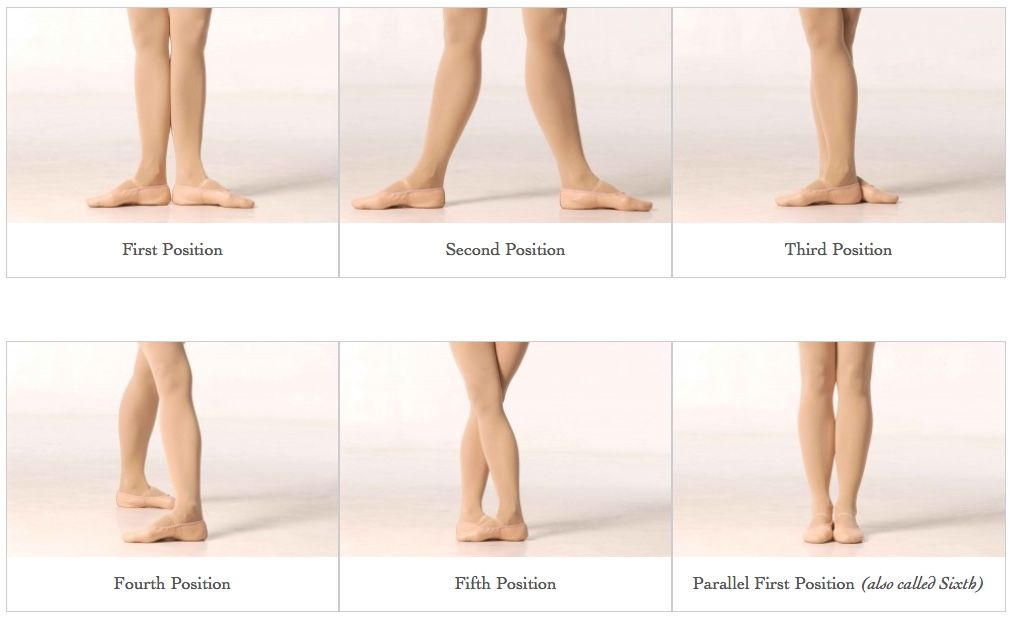 First Position
Second Position
Third Position
Fourth Position
Fifth Position
Parallel First Position (also called Sixth)